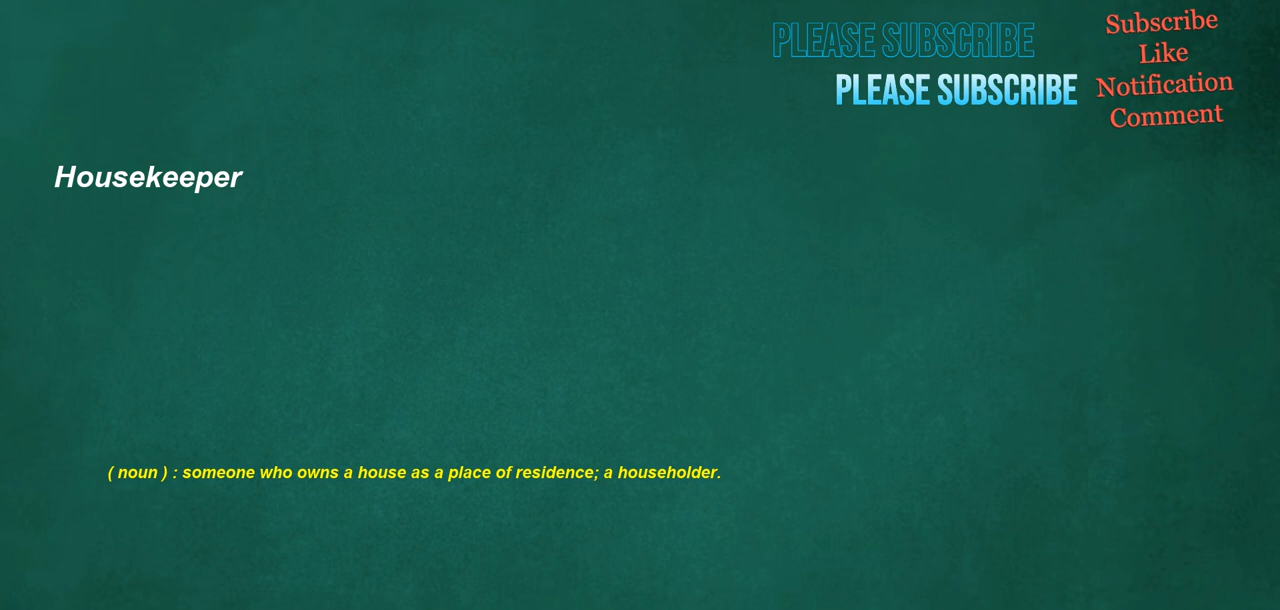 PLEASE SUBSCRIBE
PLEASE SUBSCRIBE
Subscribe
Like
Notification
Comment
Housekeeper
( noun ) : someone who owns a house as a place of residence; a householder.